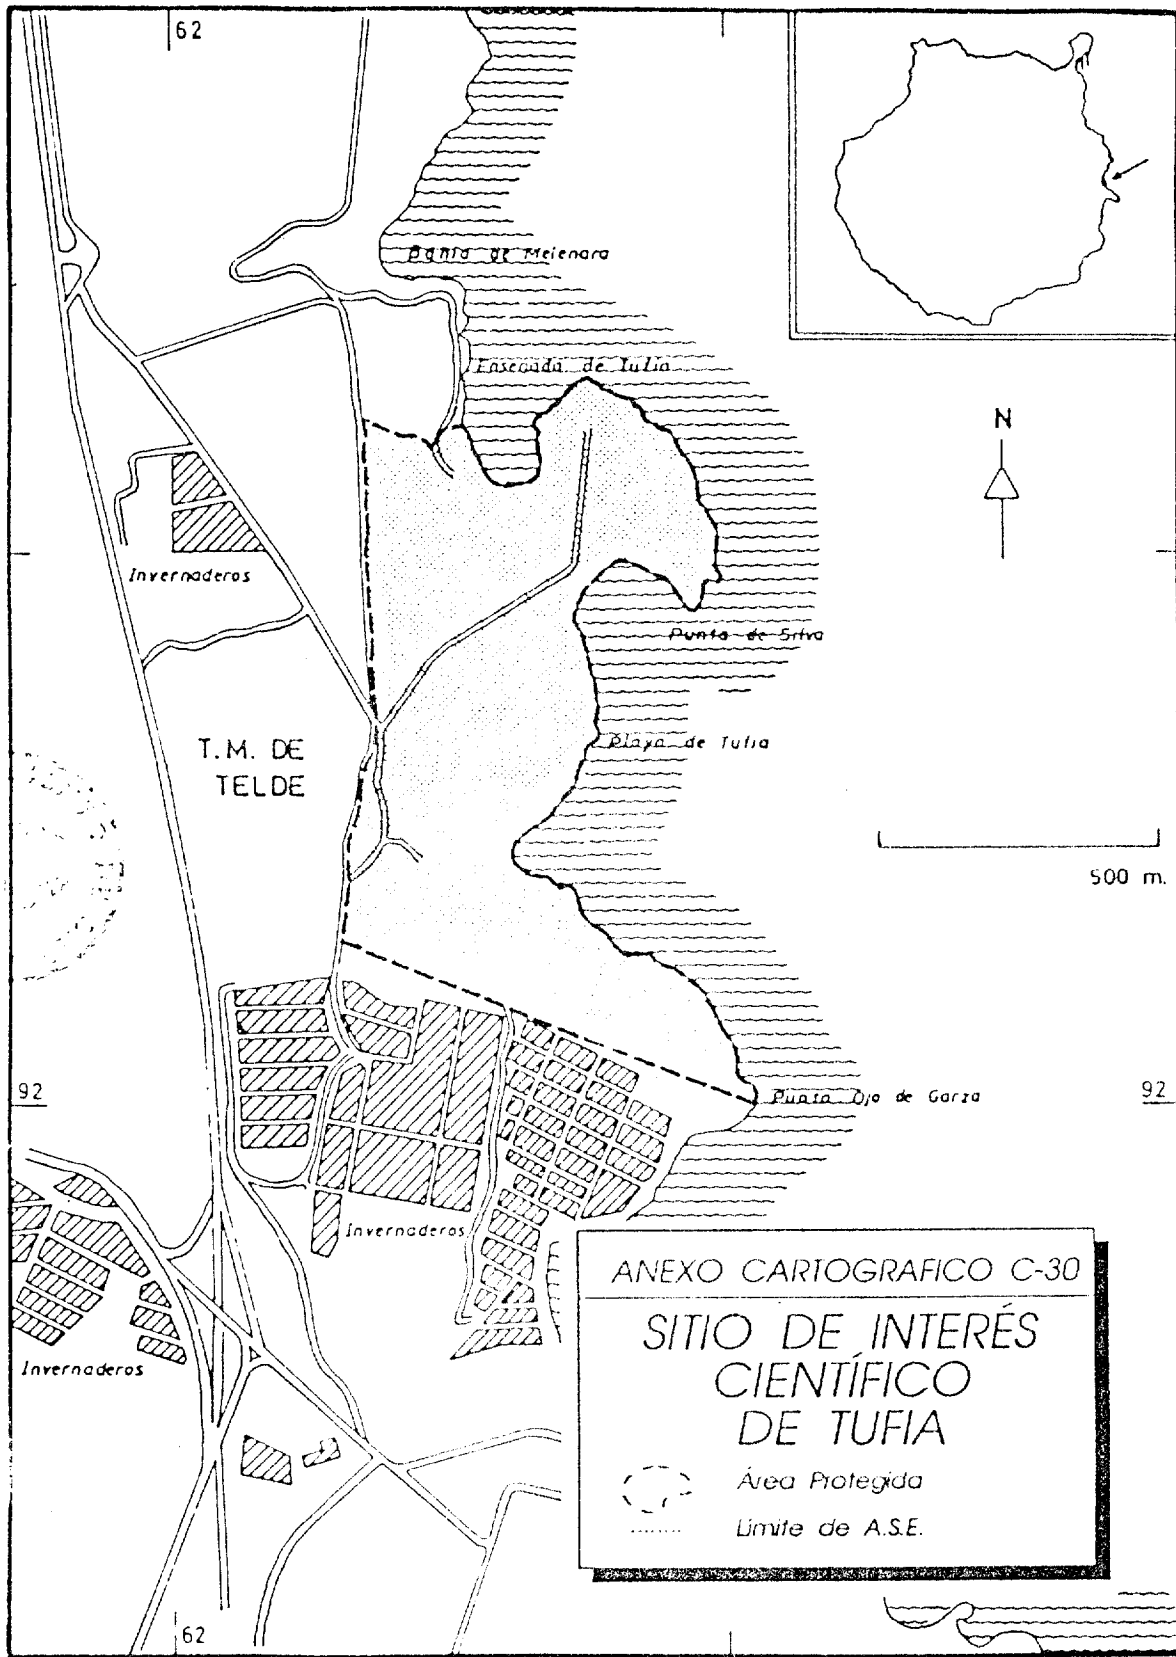 62
Bahia de Melenara
Ensenada de Tufia
N
Invernaderos
Punta de Silva
T.M. DE
TELDE
Playa de Tufia
500 m.
92
Punta Ojo de Garza
92
Invernaderos
Invernaderos
ANEXO CARTOGRAFICO C-30
SITIO DE INTERÉS
CIENTÍFICO
DE TUFIA
Área Protegida
Límite de A.S.E.
62